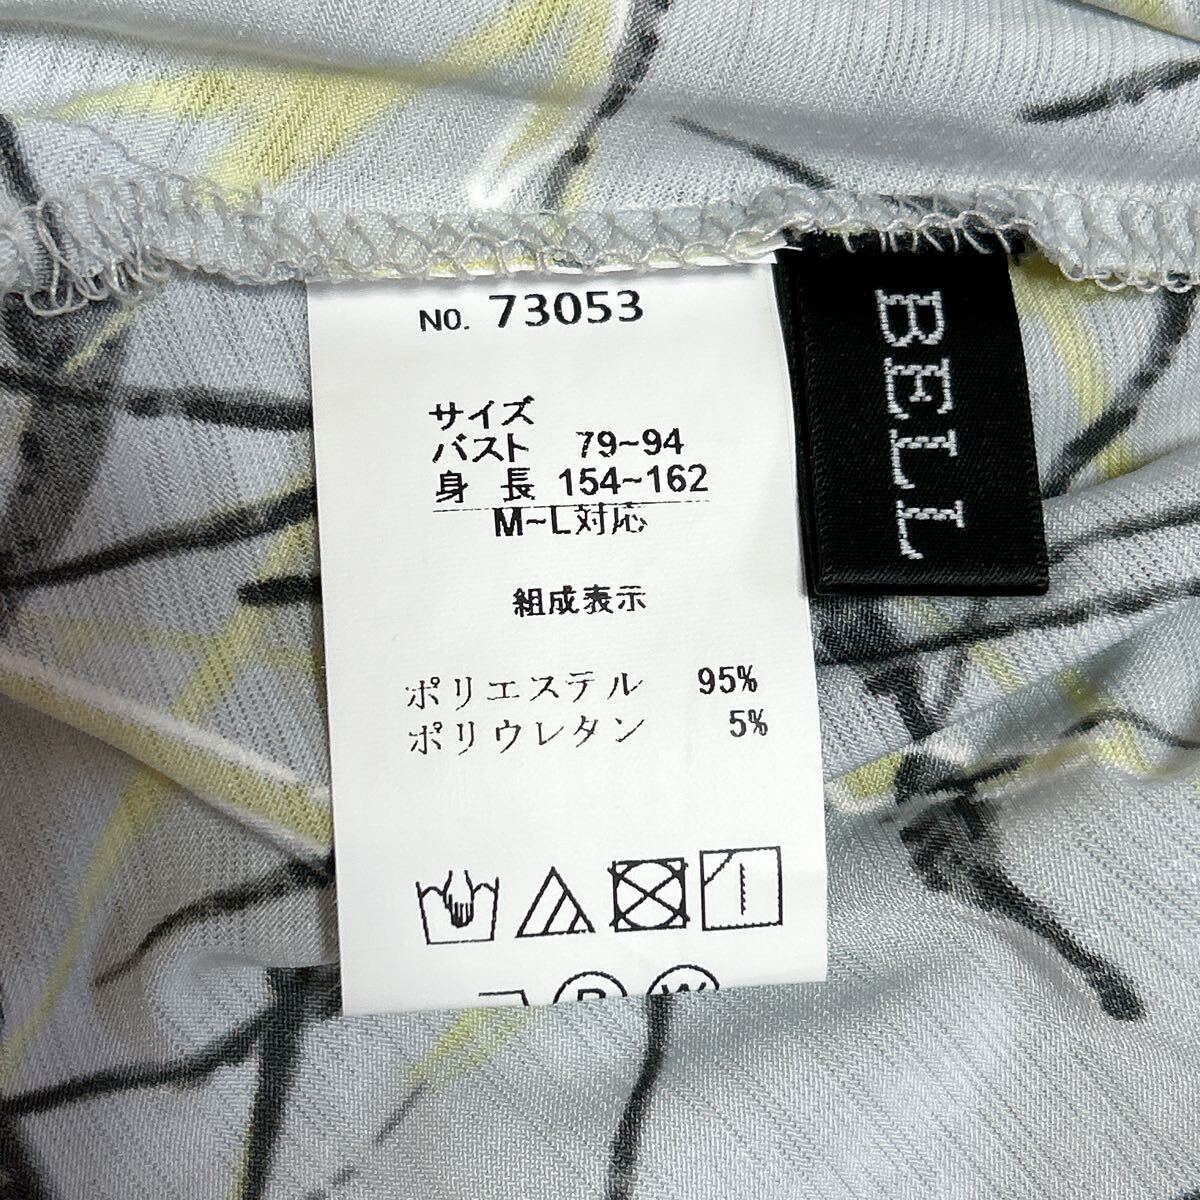 No. 73053
サイズ
バスト 79~94
身 長 154~162
M~L対応
組成表示
ポリエステル 95%
ポリウレタン 5%
BELL